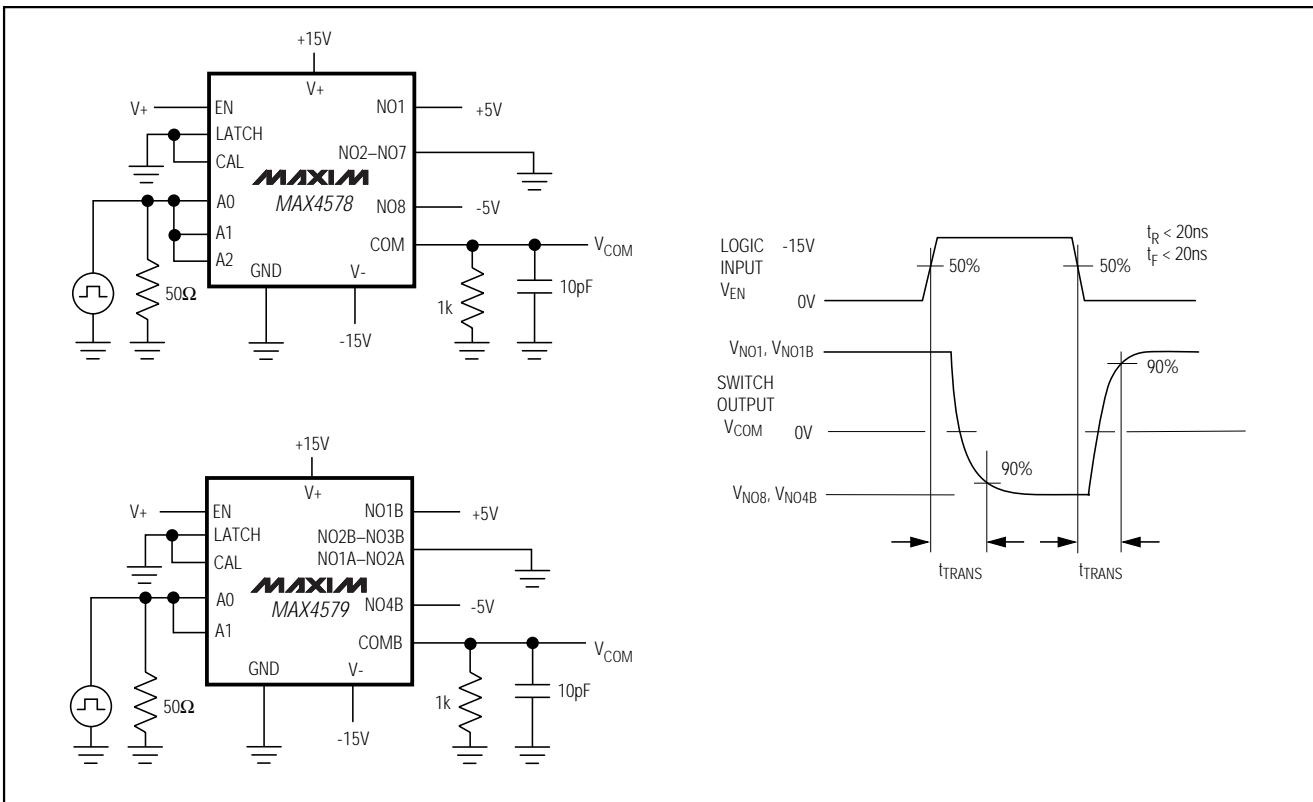 +15V
V+
V+
EN
NO1
+5V
LATCH
NO2–NO7
CAL
MAXIM
MAX4578
A0
NO8
-5V
A1
COM
VCOM
A2
GND
V-
50Ω
1k
10pF
-15V
+15V
V+
V+
EN
NO1B
+5V
LATCH
NO2B–NO3B
CAL
NO1A–NO2A
MAXIM
MAX4579
A0
NO4B
-5V
A1
COMB
VCOM
GND
V-
50Ω
1k
10pF
-15V
LOGIC
INPUT
VEN
-15V
0V
50%
50%
tR < 20ns
tF < 20ns
VNO1, VNO1B
SWITCH
OUTPUT
VCOM
0V
90%
90%
VNO8, VNO4B
tTRANS
tTRANS